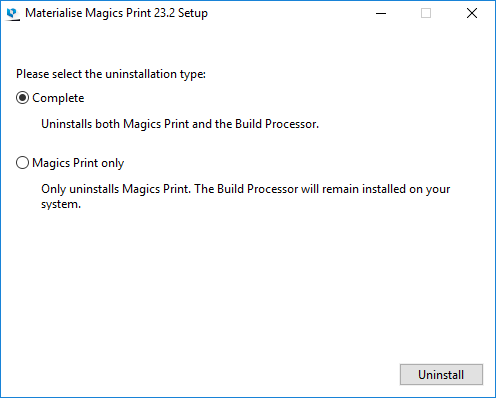 Materialise Magics Print 23.2 Setup
Please select the uninstallation type:
Complete
Uninstalls both Magics Print and the Build Processor.
Magics Print only
Only uninstalls Magics Print. The Build Processor will remain installed on your
system.
Uninstall